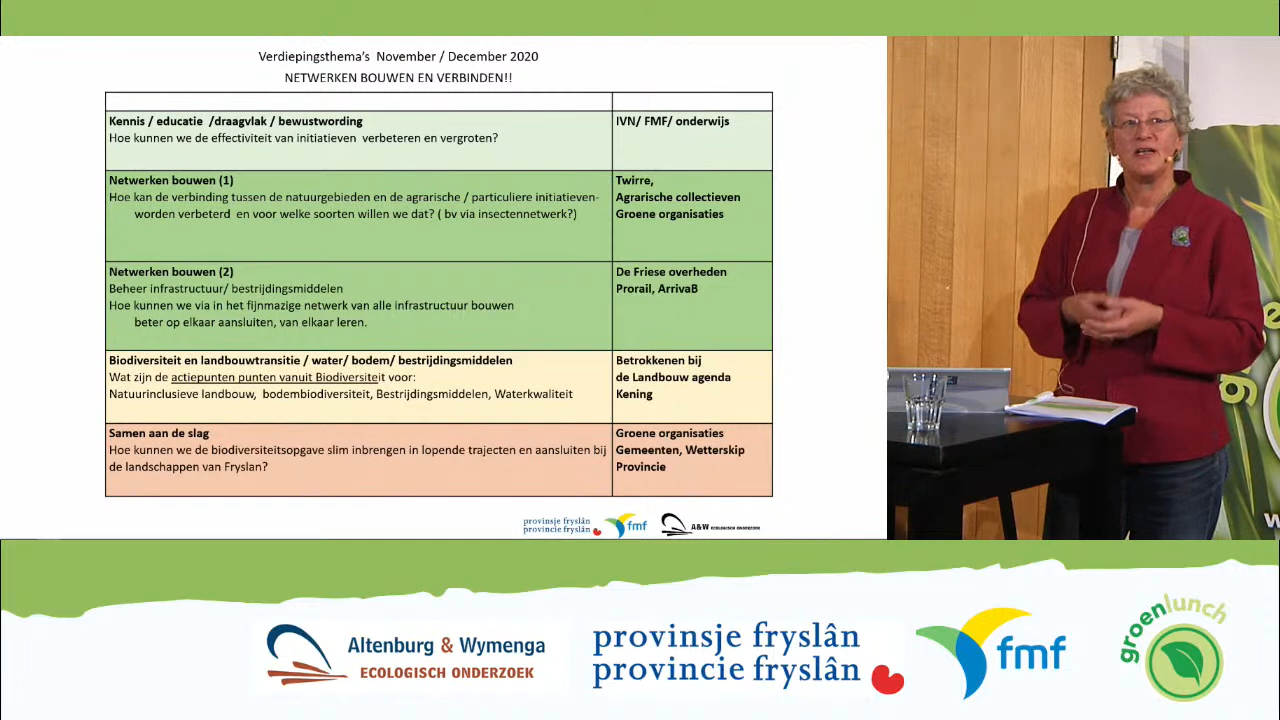 Verdiepingsthema's November / December 2020
NETWERKEN BOUWEN EN VERBINDEN!!
Kennis / educatie /draagvlak / bewustwording
Hoe kunnen we de effectiviteit van initiatieven verbeteren en vergroten?
IVN/ FMF/ onderwijs
Netwerken bouwen (1)
Hoe kan de verbinding tussen de natuurgebieden en de agrarische / particuliere initiatieven-
worden verbeterd en voor welke soorten willen we dat? ( bv via insectennetwerk?)
Twirre,
Agrarische collectieven
Groene organisaties
Netwerken bouwen (2)
Beheer infrastructuur/ bestrijdingsmiddelen
Hoe kunnen we via in het fijnmazige netwerk van alle infrastructuur bouwen
beter op elkaar aansluiten, van elkaar leren.
De Friese overheden
Prorail, ArrivaB
Biodiversiteit en landbouwtransitie / water/ bodem/ bestrijdingsmiddelen
Wat zijn de actiepunten punten vanuit Biodiversiteit voor:
Natuurinclusieve landbouw, bodembiodiversiteit, Bestrijdingsmiddelen, Waterkwaliteit
Betrokkenen bij
de Landbouw agenda
Kening
Samen aan de slag
Hoe kunnen we de biodiversiteitsopgave slim inbrengen in lopende trajecten en aansluiten bij
de landschappen van Fryslan?
Groene organisaties
Gemeenten, Wetterskip
Provincie
provinsje fryslân
provincie fryslân
fmf
A&W ECOLOGISCH ONDERZOEK
Altenburg & Wymenga
ECOLOGISCH ONDERZOEK
provinsje fryslân
provincie fryslân
fmf
groenlunch